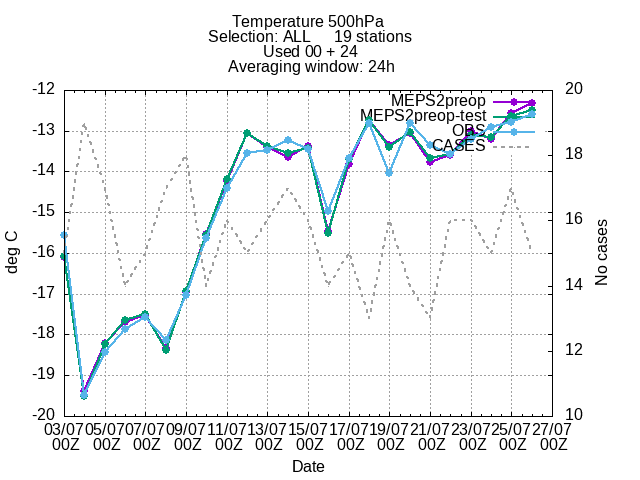 Temperature 500hPa
Selection: ALL 19 stations
Used 00 + 24
Averaging window: 24h
MEPS2preop
MEPS2preop-test
OBS
CASES
-12
-13
-14
-15
-16
-17
-18
-19
-20
20
18
16
14
12
10
deg C
No cases
03/07 05/07 07/07 09/07 11/07 13/07 15/07 17/07 19/07 21/07 23/07 25/07 27/07
00Z 00Z 00Z 00Z 00Z 00Z 00Z 00Z 00Z 00Z 00Z 00Z 00Z
Date